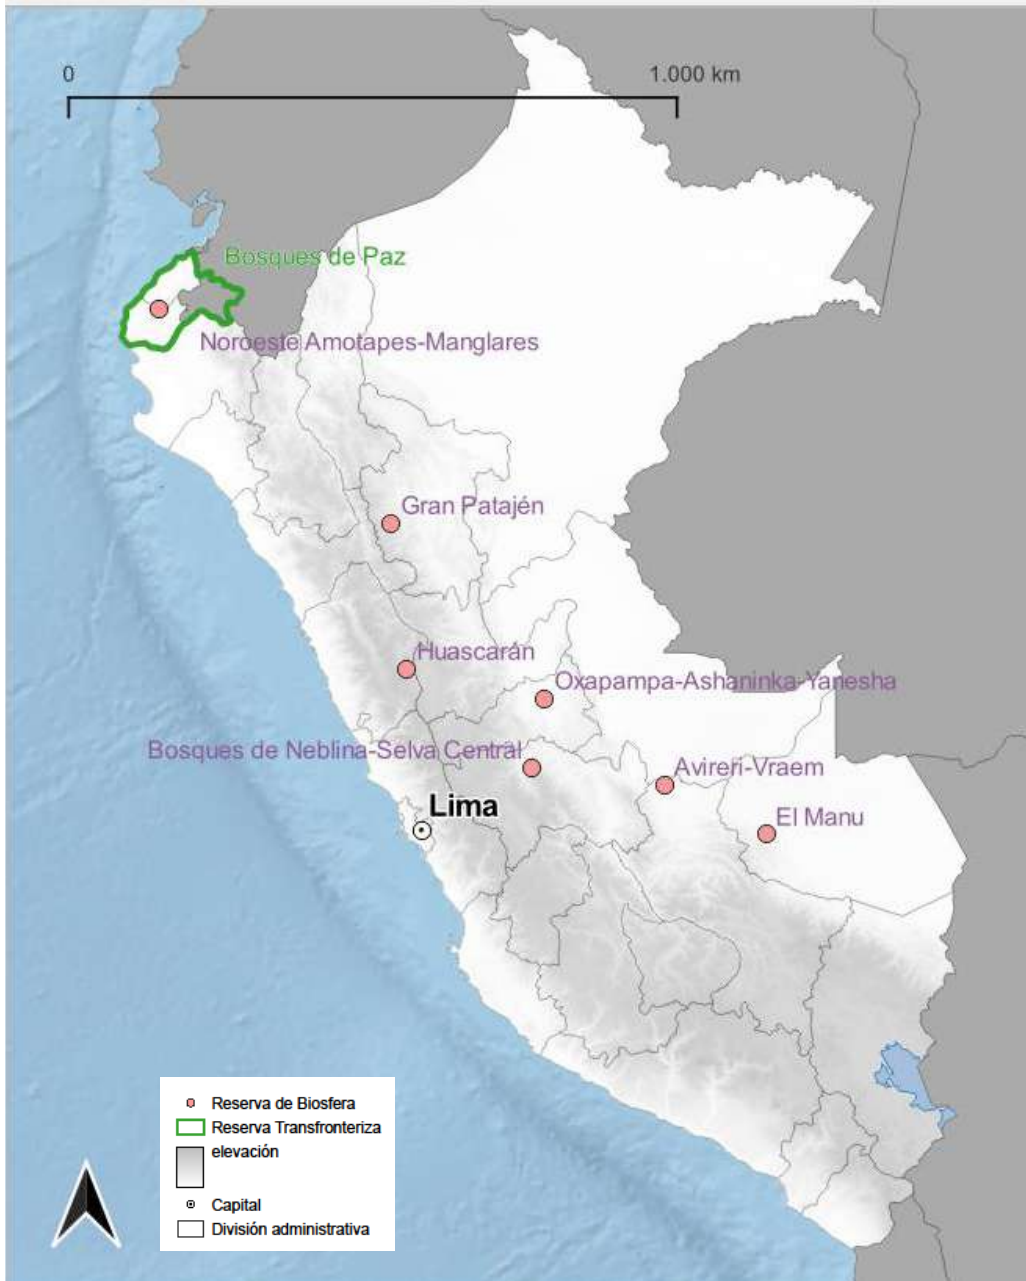 0
1.000 km
Bosques de Paz
Noroeste Amotapes-Manglares
Gran Patajén
Huascarán
Oxapampa-Ashaninka-Yanesha
Bosques de Neblina-Selva Central
Avireri-Vraem
Lima
El Manu
Reserva de Biosfera
Reserva Transfronteriza
elevación
Capital
División administrativa